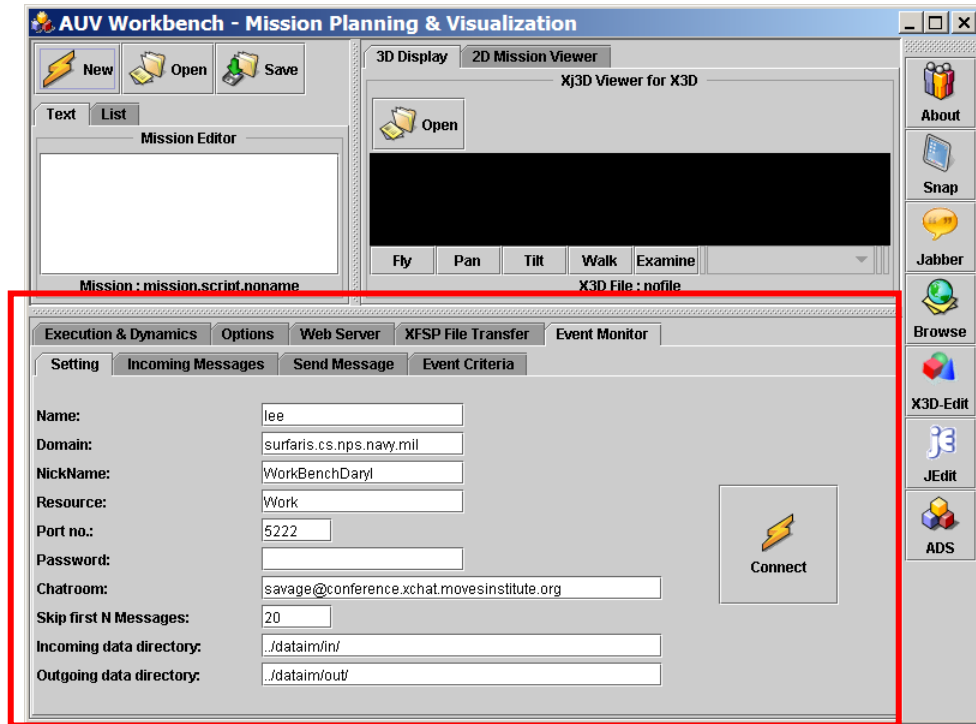 AUV Workbench - Mission Planning & Visualization
New Open Save
Text List
Mission Editor
Mission : mission.script.noname
3D Display 2D Mission Viewer
Xj3D Viewer for X3D
Open
Fly Pan Tilt Walk Examine
X3D File : nofile
About
Snap
Jabber
Browse
X3D-Edit
JEdit
ADS
Execution & Dynamics Options Web Server XFSP File Transfer Event Monitor
Setting Incoming Messages Send Message Event Criteria
Name: lee
Domain: surfaris.cs.nps.navy.mil
NickName: WorkBenchDaryl
Resource: Work
Port no.: 5222
Password:
Chatroom: savage@conference.xchat.movesinstitute.org
Skip first N Messages: 20
Incoming data directory: ../dataim/in/
Outgoing data directory: ../dataim/out/
Connect